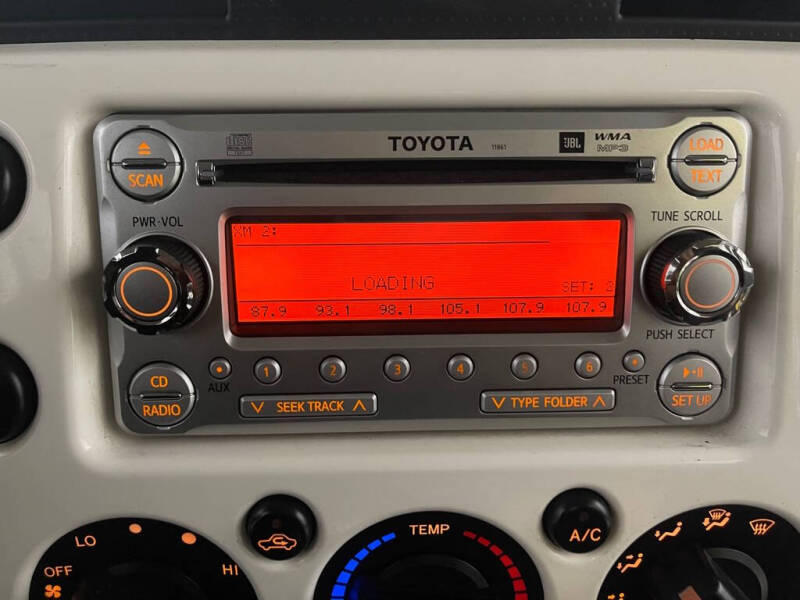 TOYOTA 11861 JBL WMA
MP3
SCAN
LOAD
TEXT
PWR·VOL
TUNE SCROLL
XM 2:
LOADING
SET: 2
87.9 93.1 98.1 105.1 107.9 107.9
PUSH SELECT
CD
RADIO
AUX
1 2 3 4 5 6
PRESET
SET UP
SEEK TRACK
TYPE FOLDER
TEMP
A/C
OFF LO HI